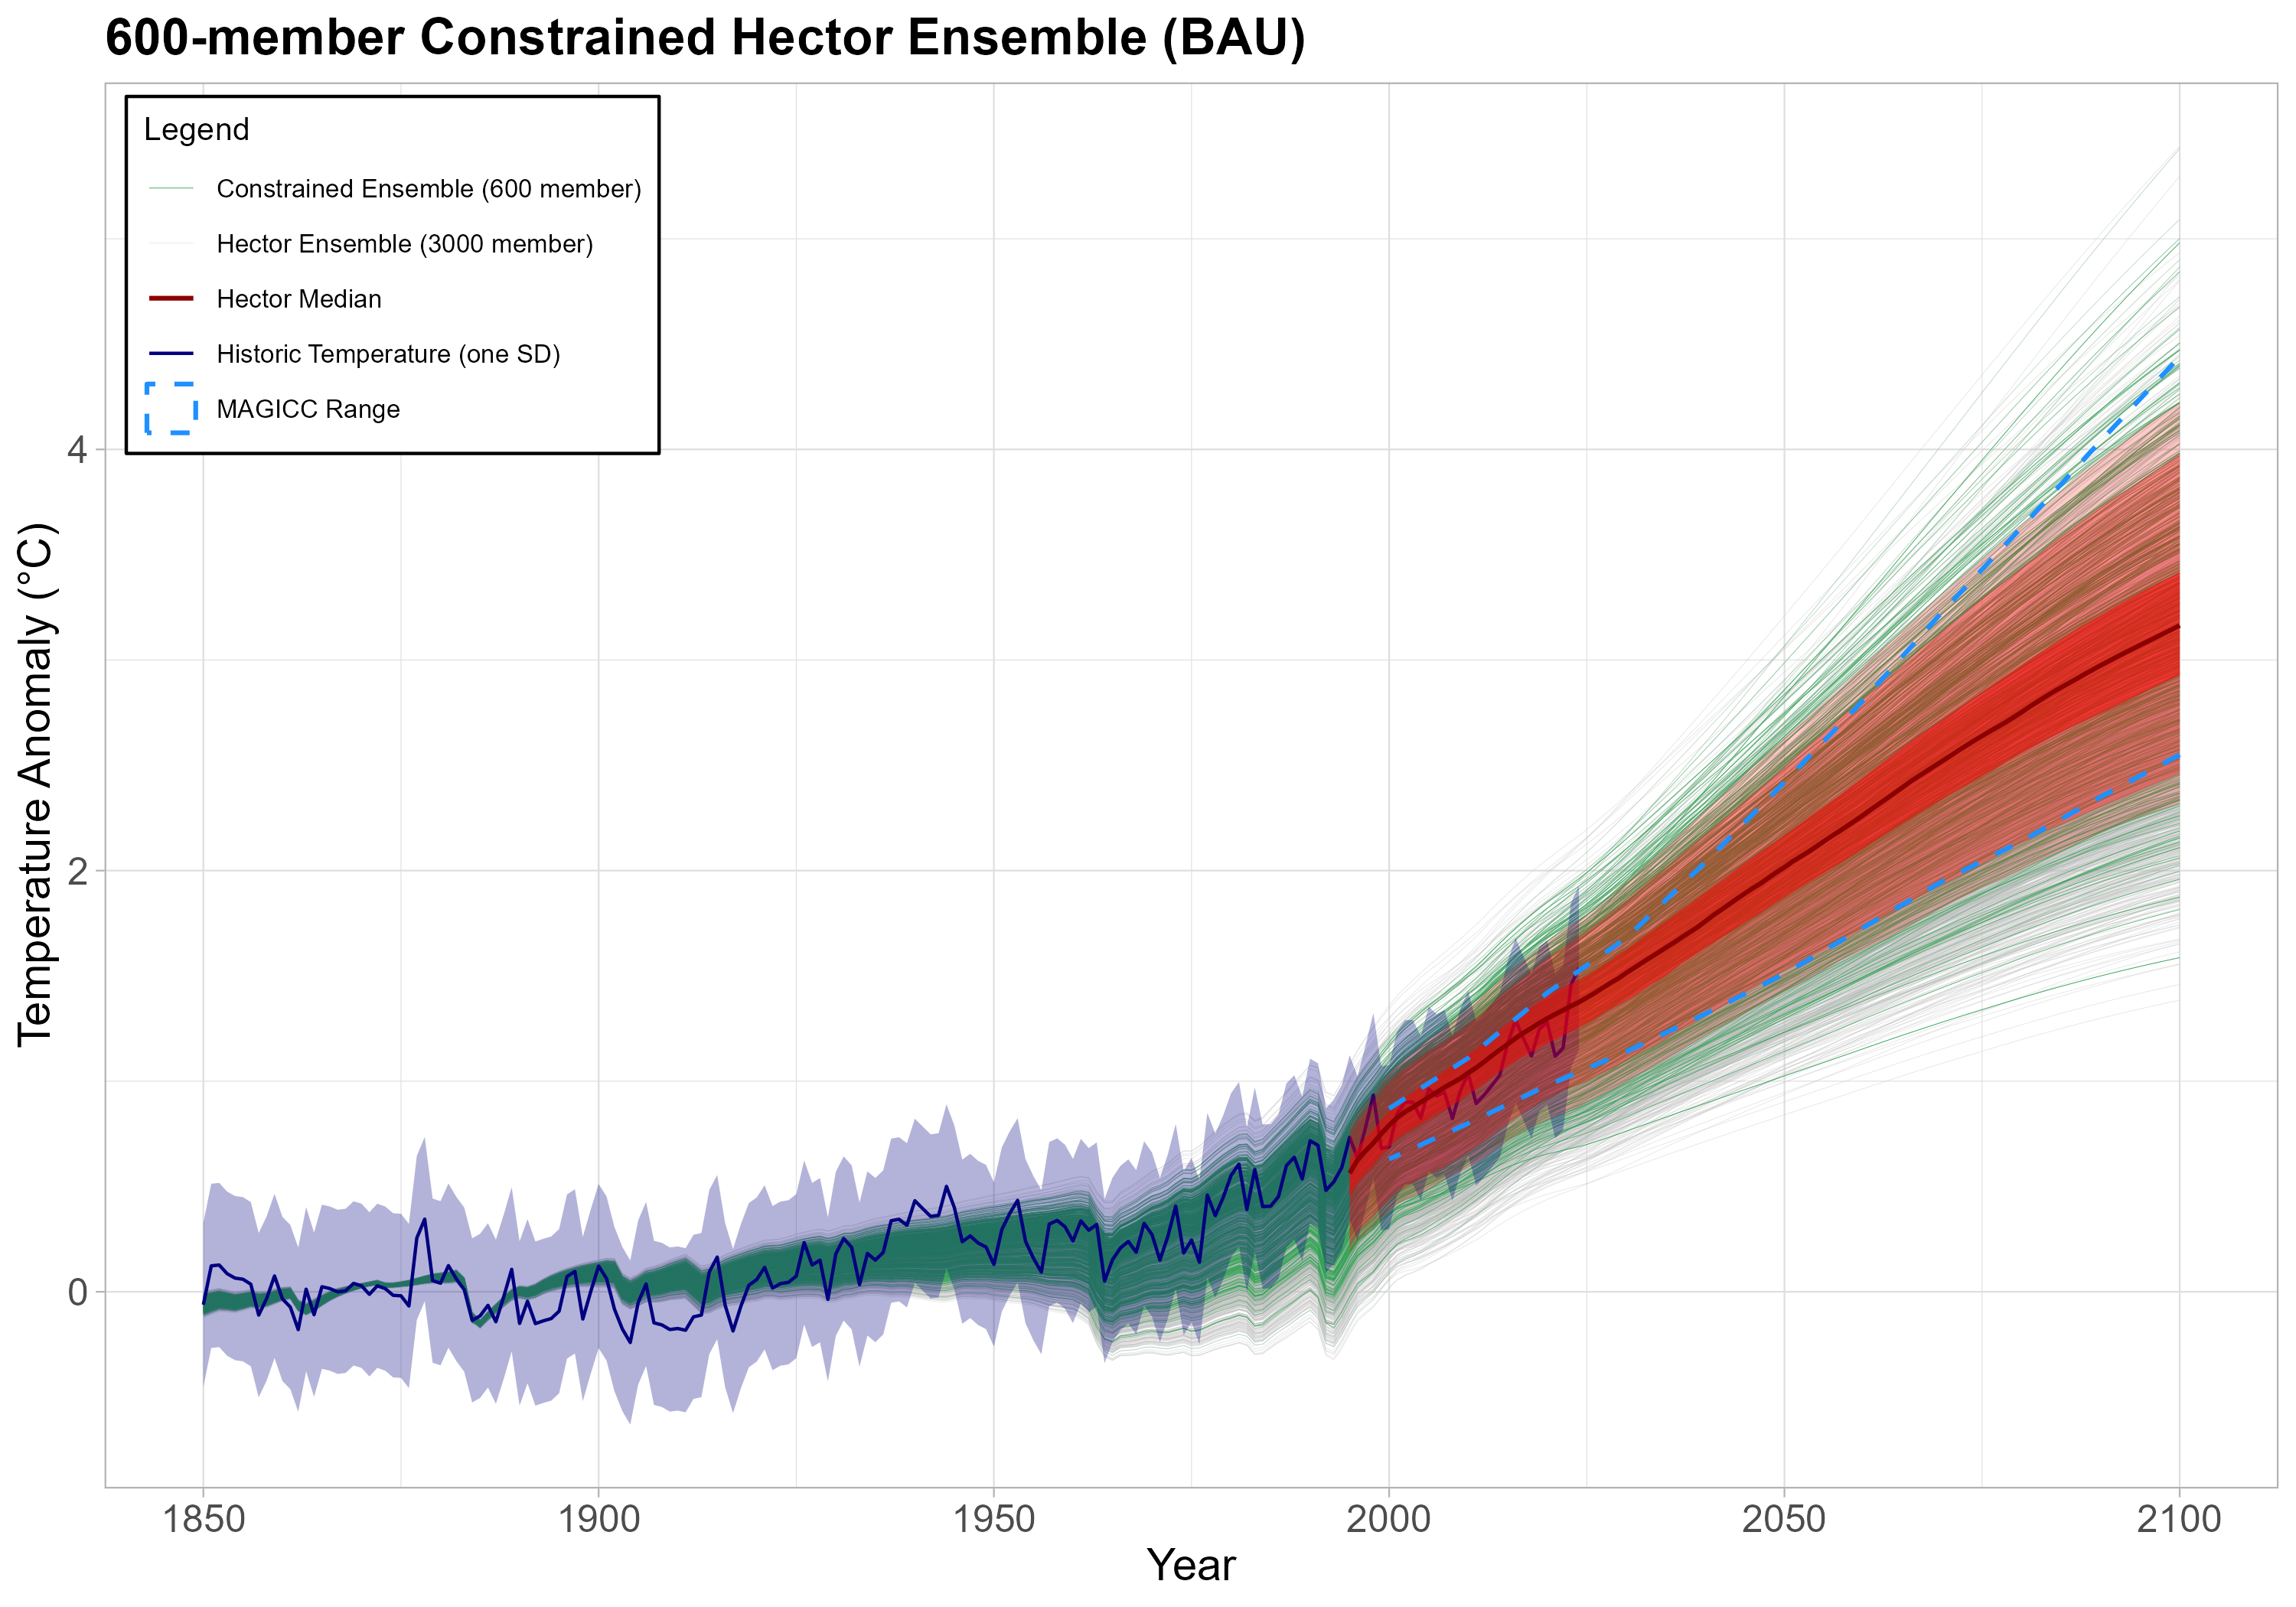 600-member Constrained Hector Ensemble (BAU)
Legend
Constrained Ensemble (600 member)
Hector Ensemble (3000 member)
Hector Median
Historic Temperature (one SD)
MAGICC Range
Temperature Anomaly (°C)
4
2
0
1850 1900 1950 2000 2050 2100
Year